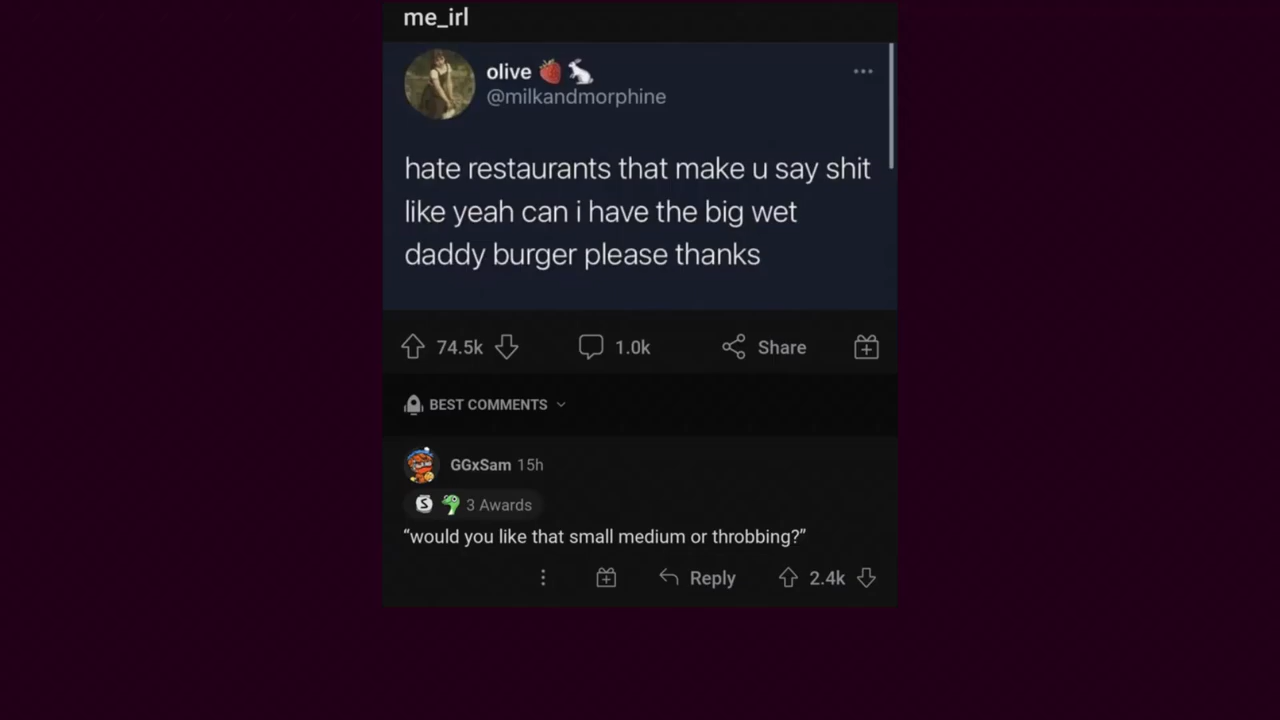 me_irl
olive 🍓🐇
@milkandmorphine
hate restaurants that make u say shit
like yeah can i have the big wet
daddy burger please thanks
74.5k 1.0k Share
BEST COMMENTS
GGxSam 15h
S 3 Awards
“would you like that small medium or throbbing?”
Reply 2.4k